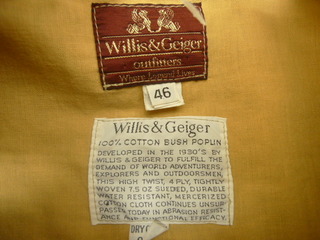 Willis & Geiger
outfitters
Where Legend Lives
46
Willis & Geiger
100% COTTON BUSH POPLIN
DEVELOPED IN THE 1930'S BY
WILLIS & GEIGER TO FULFILL THE
DEMAND OF WORLD ADVENTURERS,
EXPLORERS AND OUTDOORSMEN,
THIS HIGH TWIST, 4 PLY, TIGHTLY
WOVEN 7.5 OZ SUEDED, DURABLE
WATER RESISTANT, MERCERIZED
COTTON CLOTH CONTINUES UNSUR-
PASSED TODAY IN ABRASION RESIST-
ANCE AND FUNCTIONAL EFFICACY.